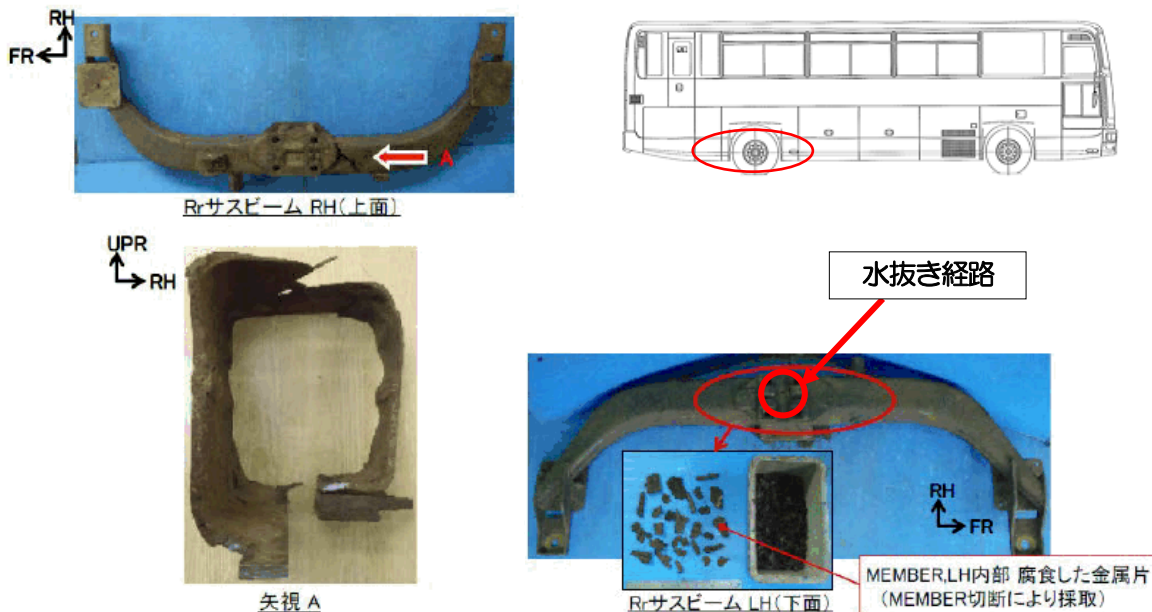 RH
FR
A
Rrサスビーム RH(上面)
UPR
RH
矢視 A
水抜き経路
RH
FR
MEMBER,LH内部 腐食した金属片
(MEMBER切断により採取)
Rrサスビーム LH(下面)